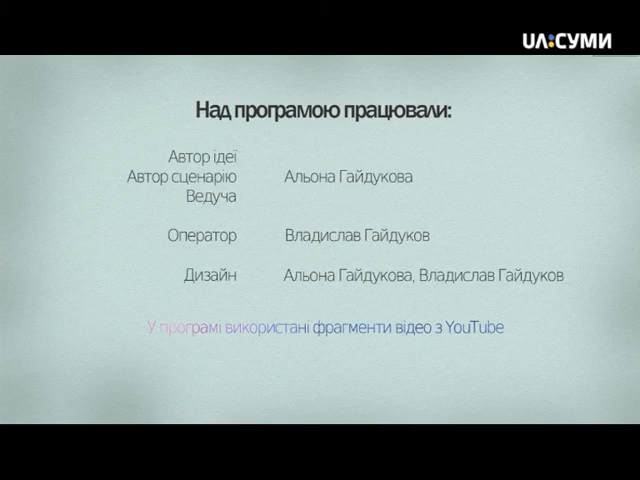 UA:СУМИ
Над програмою працювали:
Автор ідеї
Автор сценарію Альона Гайдукова
Ведуча
Оператор Владислав Гайдуков
Дизайн Альона Гайдукова, Владислав Гайдуков
У програмі використані фрагменти відео з YouTube